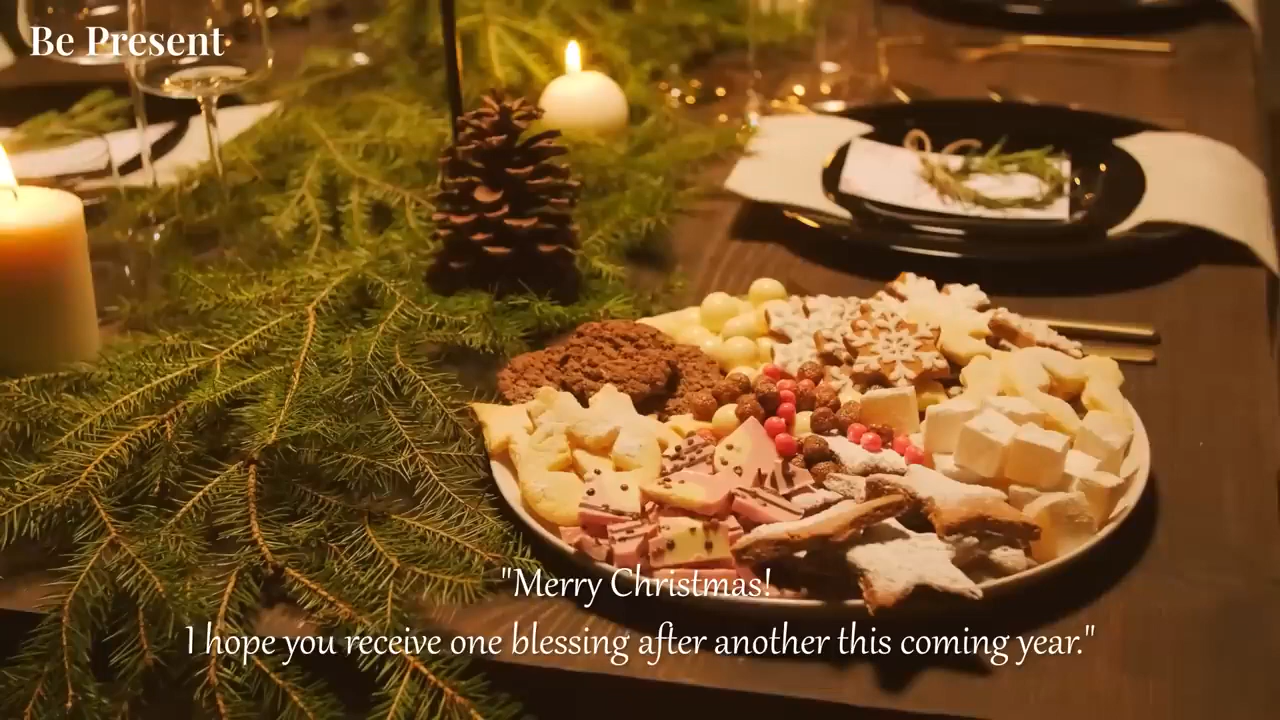 Be Present
"Merry Christmas!
I hope you receive one blessing after another this coming year."